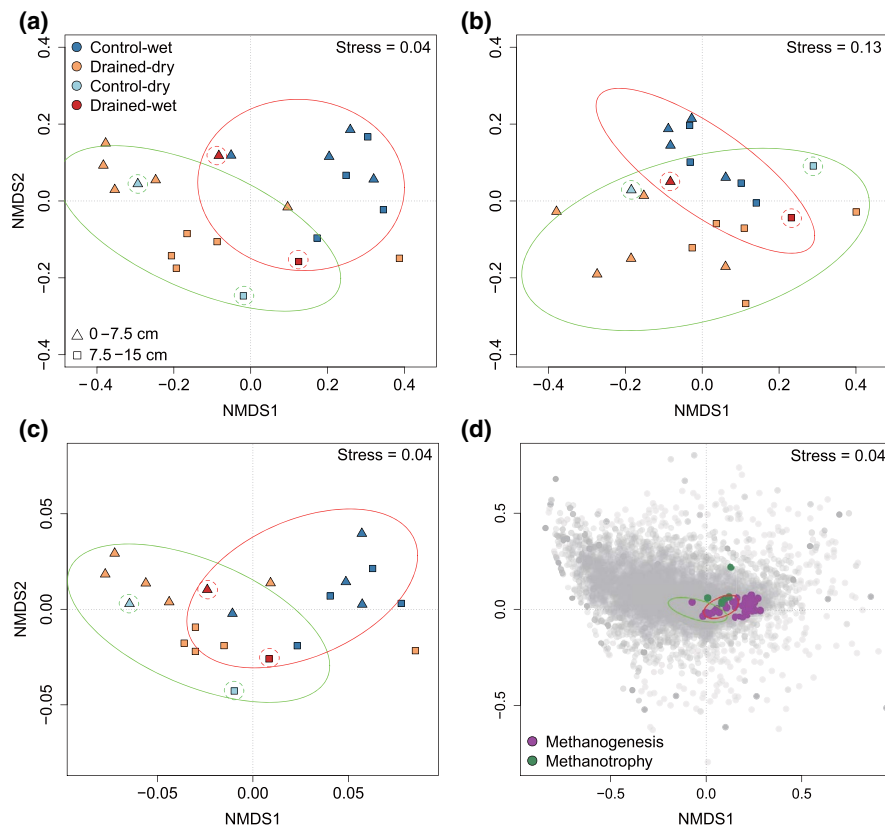 (a)
Control-wet
Drained-dry
Control-dry
Drained-wet
Stress = 0.04
0−7.5 cm
7.5−15 cm
NMDS2
0.4
0.2
0.0
−0.2
−0.4
−0.4 −0.2 0.0 0.2 0.4
NMDS1
(b)
Stress = 0.13
0.4
0.2
0.0
−0.2
−0.4
−0.4 −0.2 0.0 0.2 0.4
NMDS1
(c)
Stress = 0.04
NMDS2
0.05
0.00
−0.05
−0.05 0.00 0.05
NMDS1
(d)
Stress = 0.04
0.5
0.0
−0.5
Methanogenesis
Methanotrophy
−0.5 0.0 0.5
NMDS1